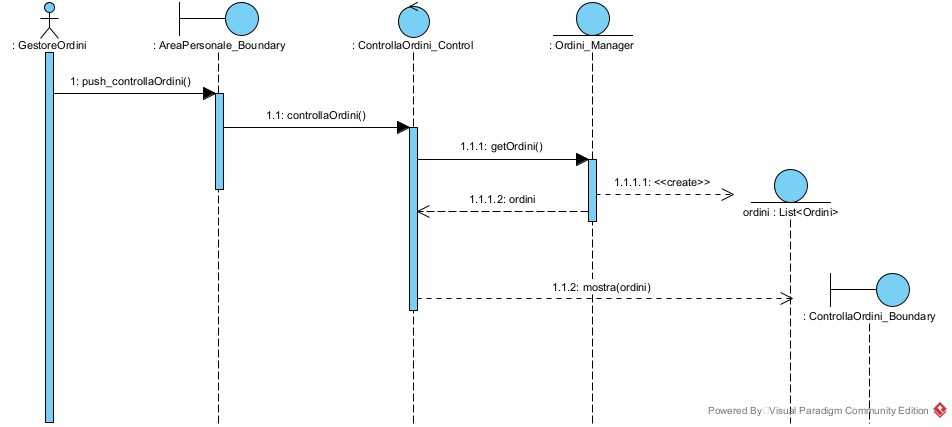 : GestoreOrdini
: AreaPersonale_Boundary
: ControllaOrdini_Control
: Ordini_Manager
1: push_controllaOrdini()
1.1: controllaOrdini()
1.1.1: getOrdini()
1.1.1.1: <<create>>
1.1.1.2: ordini
ordini : List<Ordini>
1.1.2: mostra(ordini)
: ControllaOrdini_Boundary
Powered By Visual Paradigm Community Edition